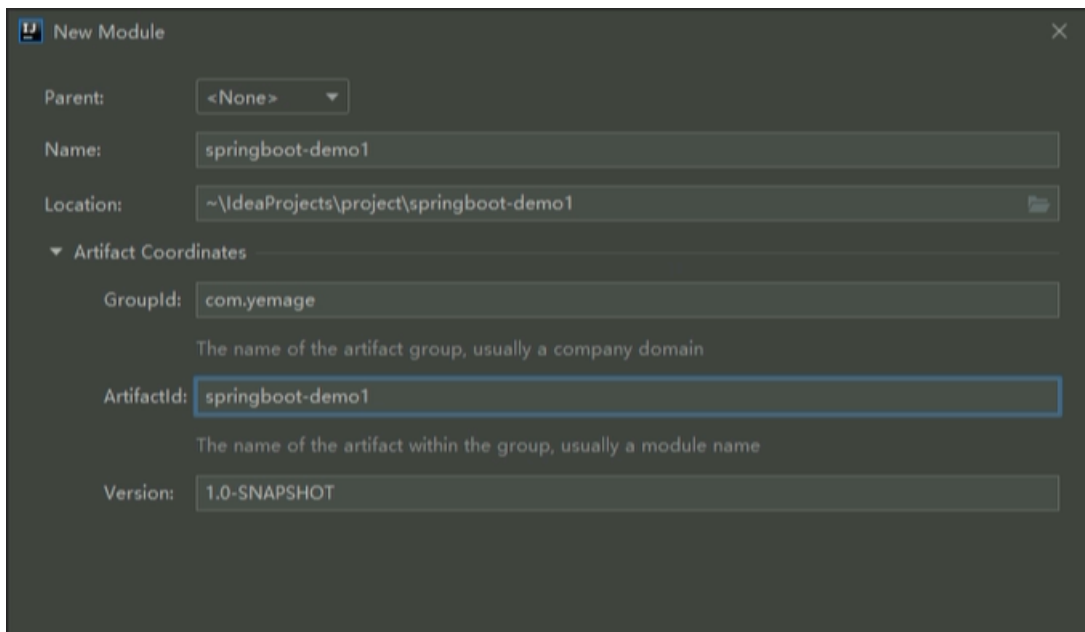 New Module
Parent: <None>
Name: springboot-demo1
Location: ~\IdeaProjects\project\springboot-demo1
Artifact Coordinates
GroupId: com.yemage
The name of the artifact group, usually a company domain
ArtifactId: springboot-demo1
The name of the artifact within the group, usually a module name
Version: 1.0-SNAPSHOT